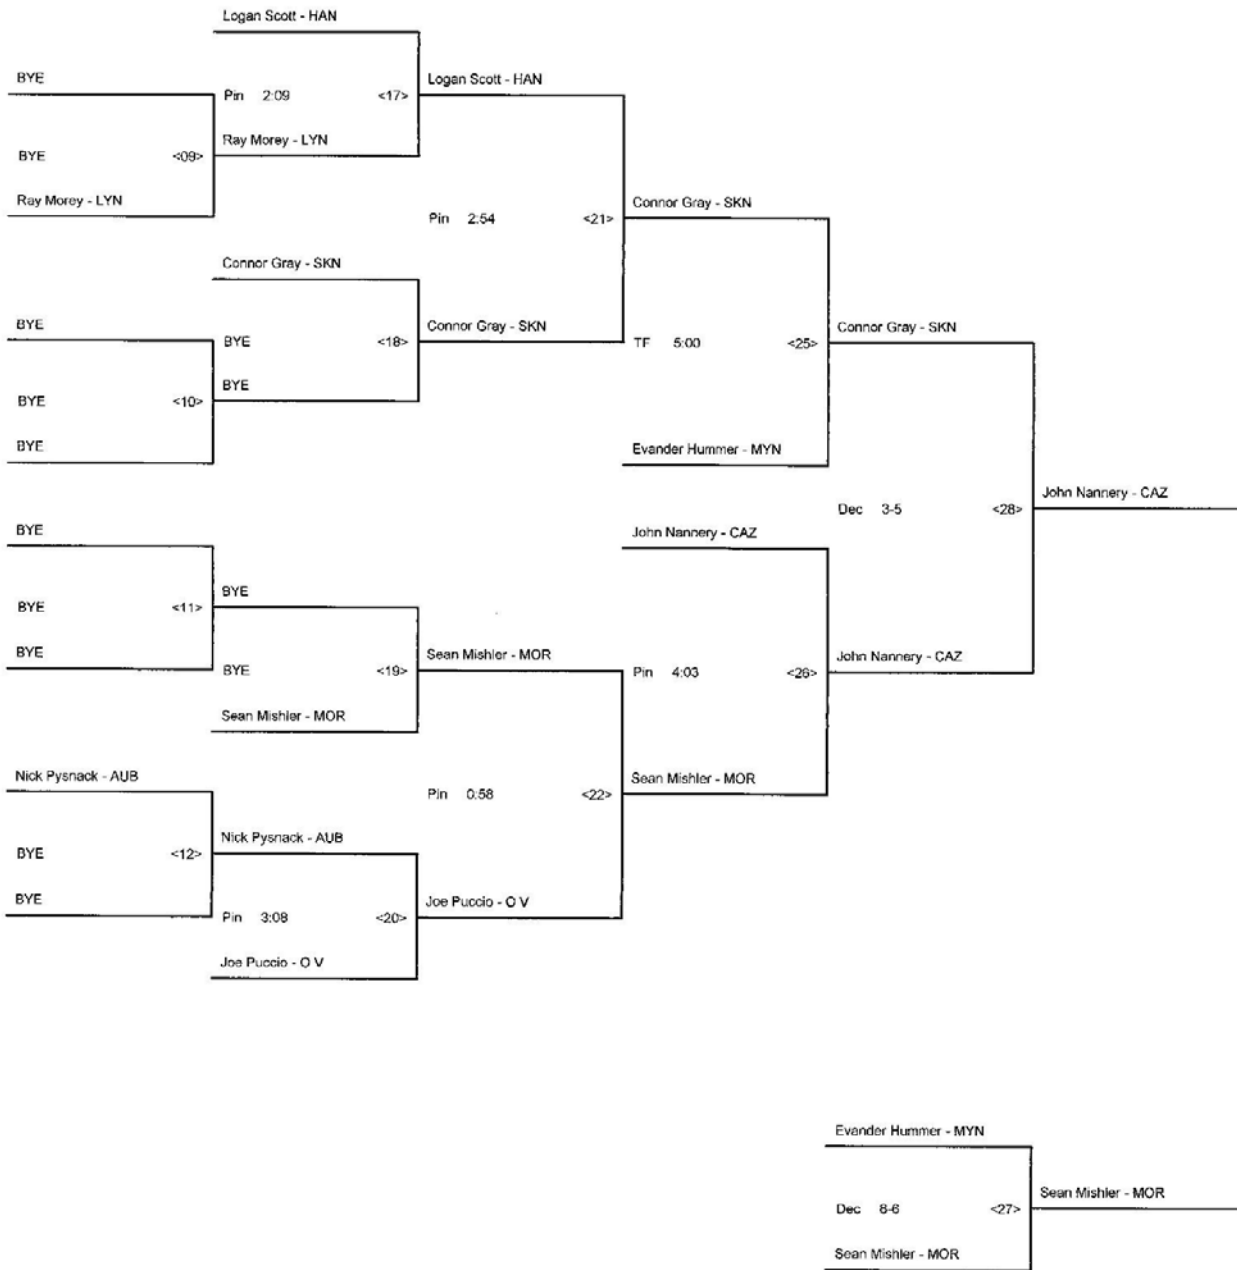 Logan Scott - HAN
BYE
Pin 2:09 <17>
Logan Scott - HAN
Ray Morey - LYN
BYE <09>
Ray Morey - LYN
Pin 2:54 <21>
Connor Gray - SKN
Connor Gray - SKN
BYE
BYE <18>
Connor Gray - SKN
TF 5:00 <25>
Connor Gray - SKN
BYE
BYE <10>
BYE
Evander Hummer - MYN
Dec 3-5 <28>
John Nannery - CAZ
BYE
John Nannery - CAZ
BYE
BYE <11>
BYE
BYE <19>
Sean Mishler - MOR
Pin 4:03 <26>
John Nannery - CAZ
Sean Mishler - MOR
Nick Pysnack - AUB
Pin 0:58 <22>
Sean Mishler - MOR
Nick Pysnack - AUB
BYE <12>
BYE
Pin 3:08 <20>
Joe Puccio - O V
Joe Puccio - O V
Evander Hummer - MYN
Dec 8-6 <27>
Sean Mishler - MOR
Sean Mishler - MOR